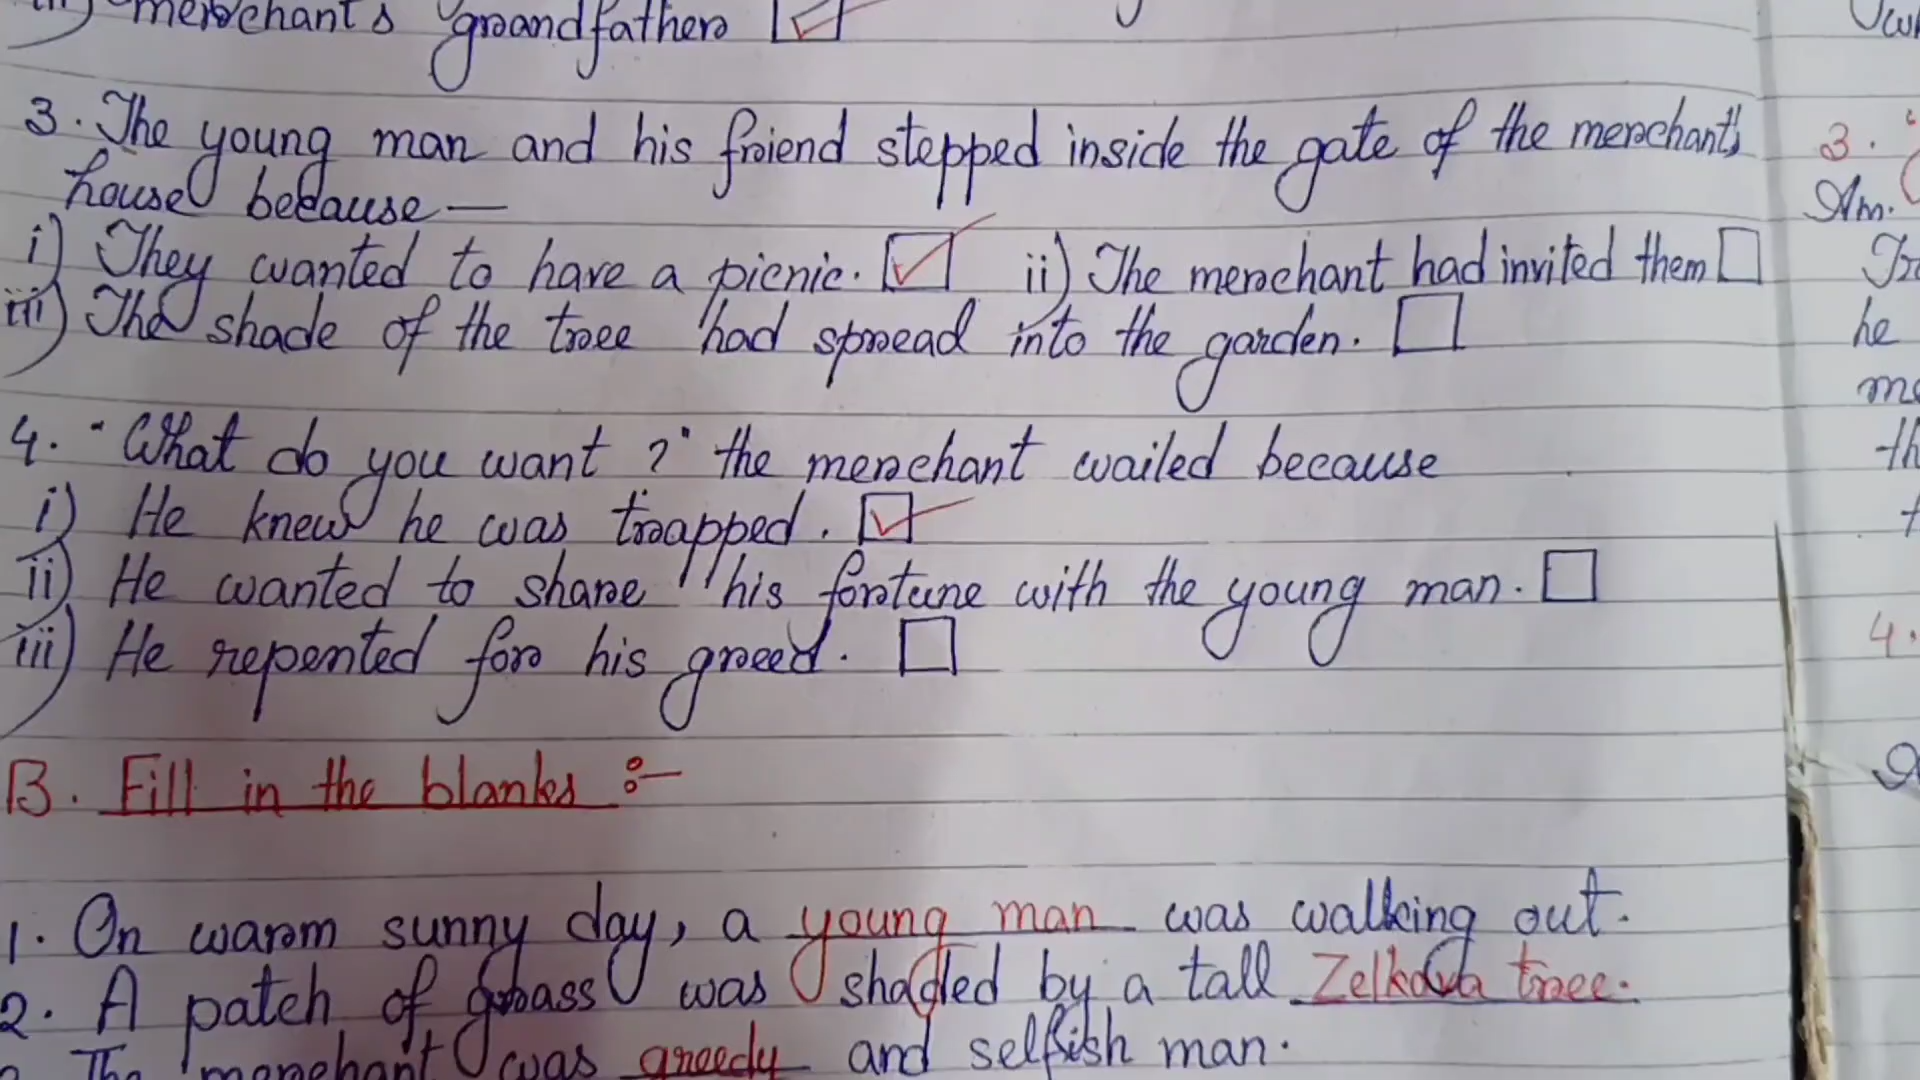 merchant's grandfather ☑
3. The young man and his friend stepped inside the gate of the merchant's
house because —
i) They wanted to have a picnic. ☑ ii) The merchant had invited them ☐
iii) The shade of the tree had spread into the garden. ☐
4. "What do you want ?" the merchant wailed because
i) He knew he was trapped. ☑
ii) He wanted to share his fortune with the young man. ☐
iii) He repented for his greed. ☐
B. Fill in the blanks :-
1. On warm sunny day, a young man was walking out.
2. A patch of grass was shaded by a tall Zelkova tree.
The merchant was greedy and selfish man.
3.
Am.
he
4.